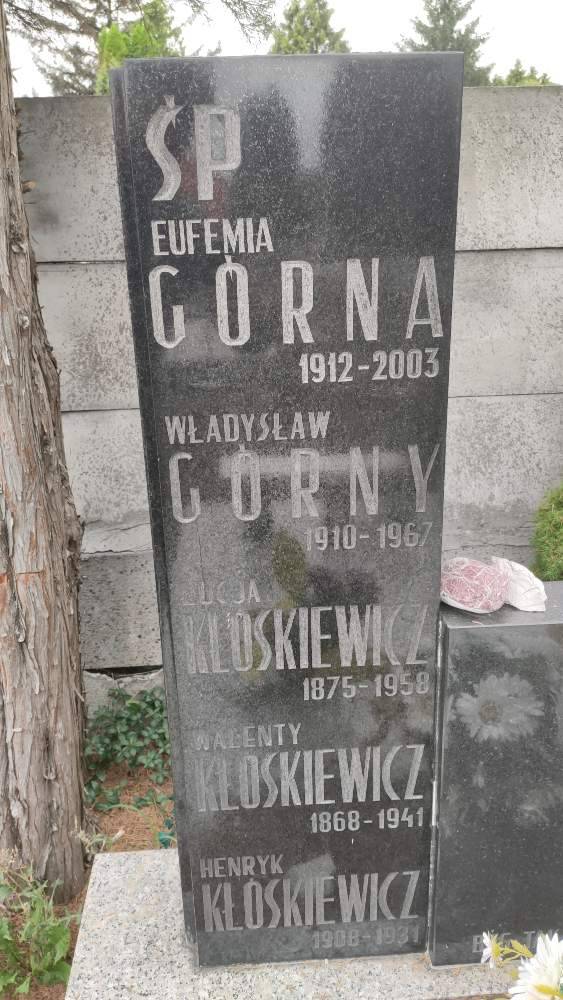 ŚP
EUFEMIA
GÓRNA
1912-2003
WŁADYSŁAW
GÓRNY
1910-1967
ŁUCJA
KŁOSKIEWICZ
1875-1958
WALENTY
KŁOSKIEWICZ
1868-1941
HENRYK
KŁOSKIEWICZ
1908-1931